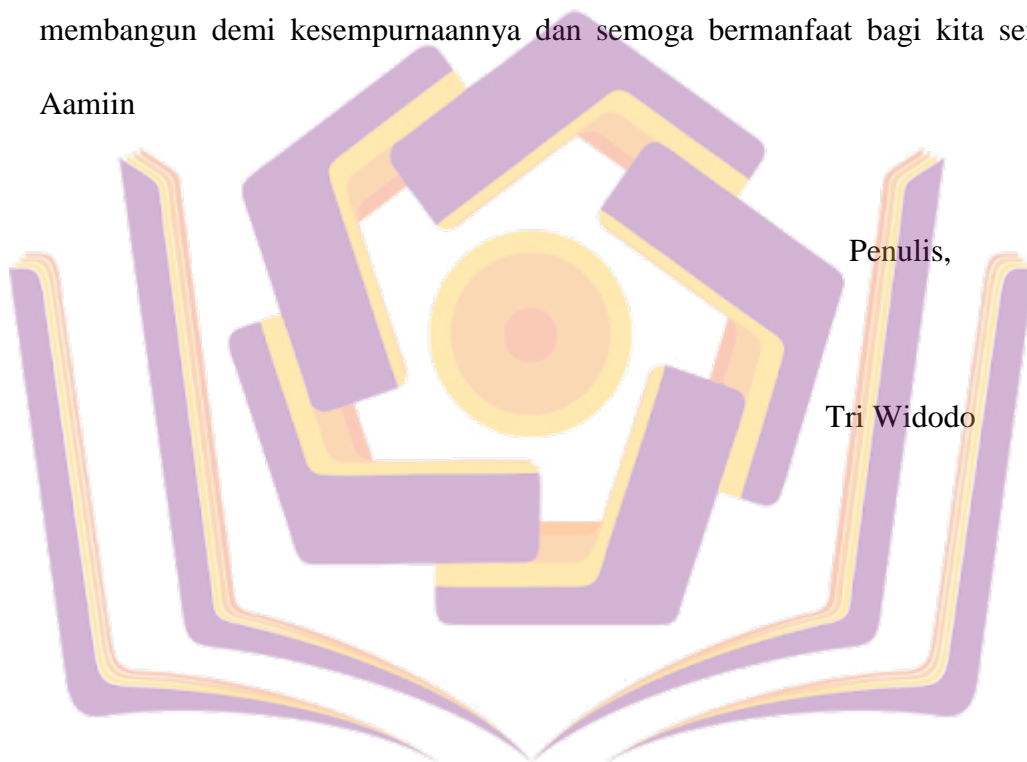 membangun demi kesempurnaannya dan semoga bermanfaat bagi kita
Aamiin
Penulis,
Tri Widodo